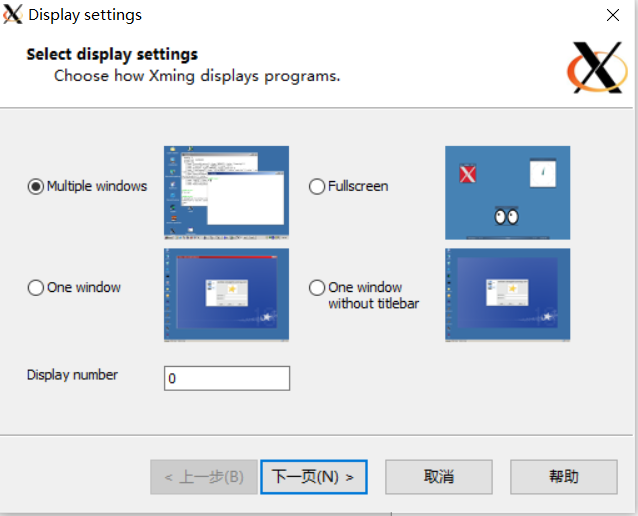 Display settings
Select display settings
Choose how Xming displays programs.
Multiple windows
Fullscreen
One window
One window
without titlebar
Display number
0
< 上一步(B)
下一页(N) >
取消
帮助